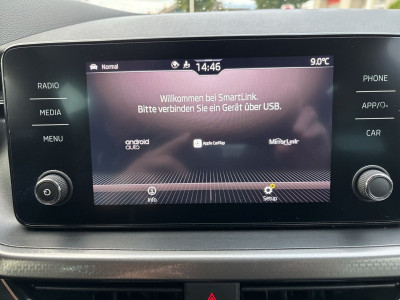 Normal 14:46 9.0°C
RADIO
MEDIA
MENU
Willkommen bei SmartLink.
Bitte verbinden Sie ein Gerät über USB.
android auto
Apple CarPlay
MirrorLink
Info
Setup
PHONE
APP/
CAR